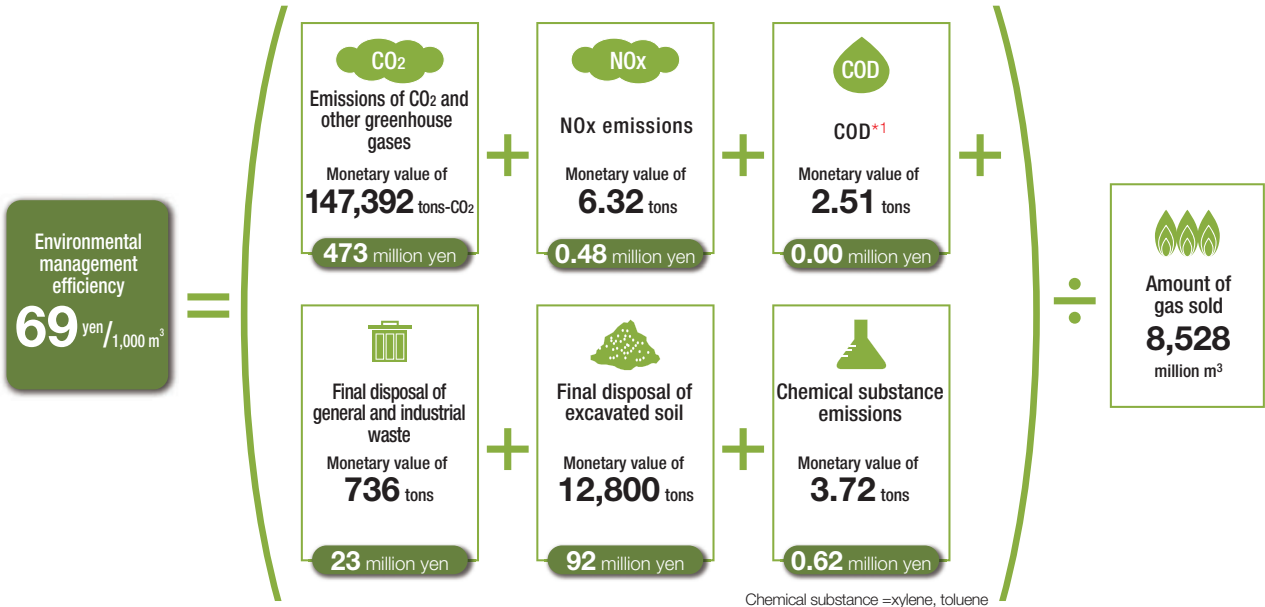 Environmental
management
efficiency
69 yen/1,000 m³
=
CO₂
Emissions of CO₂ and
other greenhouse
gases
Monetary value of
147,392 tons-CO₂
473 million yen
+
NOx
NOx emissions
Monetary value of
6.32 tons
0.48 million yen
+
COD
COD*1
Monetary value of
2.51 tons
0.00 million yen
+
Final disposal of
general and industrial
waste
Monetary value of
736 tons
23 million yen
+
Final disposal of
excavated soil
Monetary value of
12,800 tons
92 million yen
+
Chemical substance
emissions
Monetary value of
3.72 tons
0.62 million yen
Chemical substance =xylene, toluene
÷
Amount of
gas sold
8,528
million m³